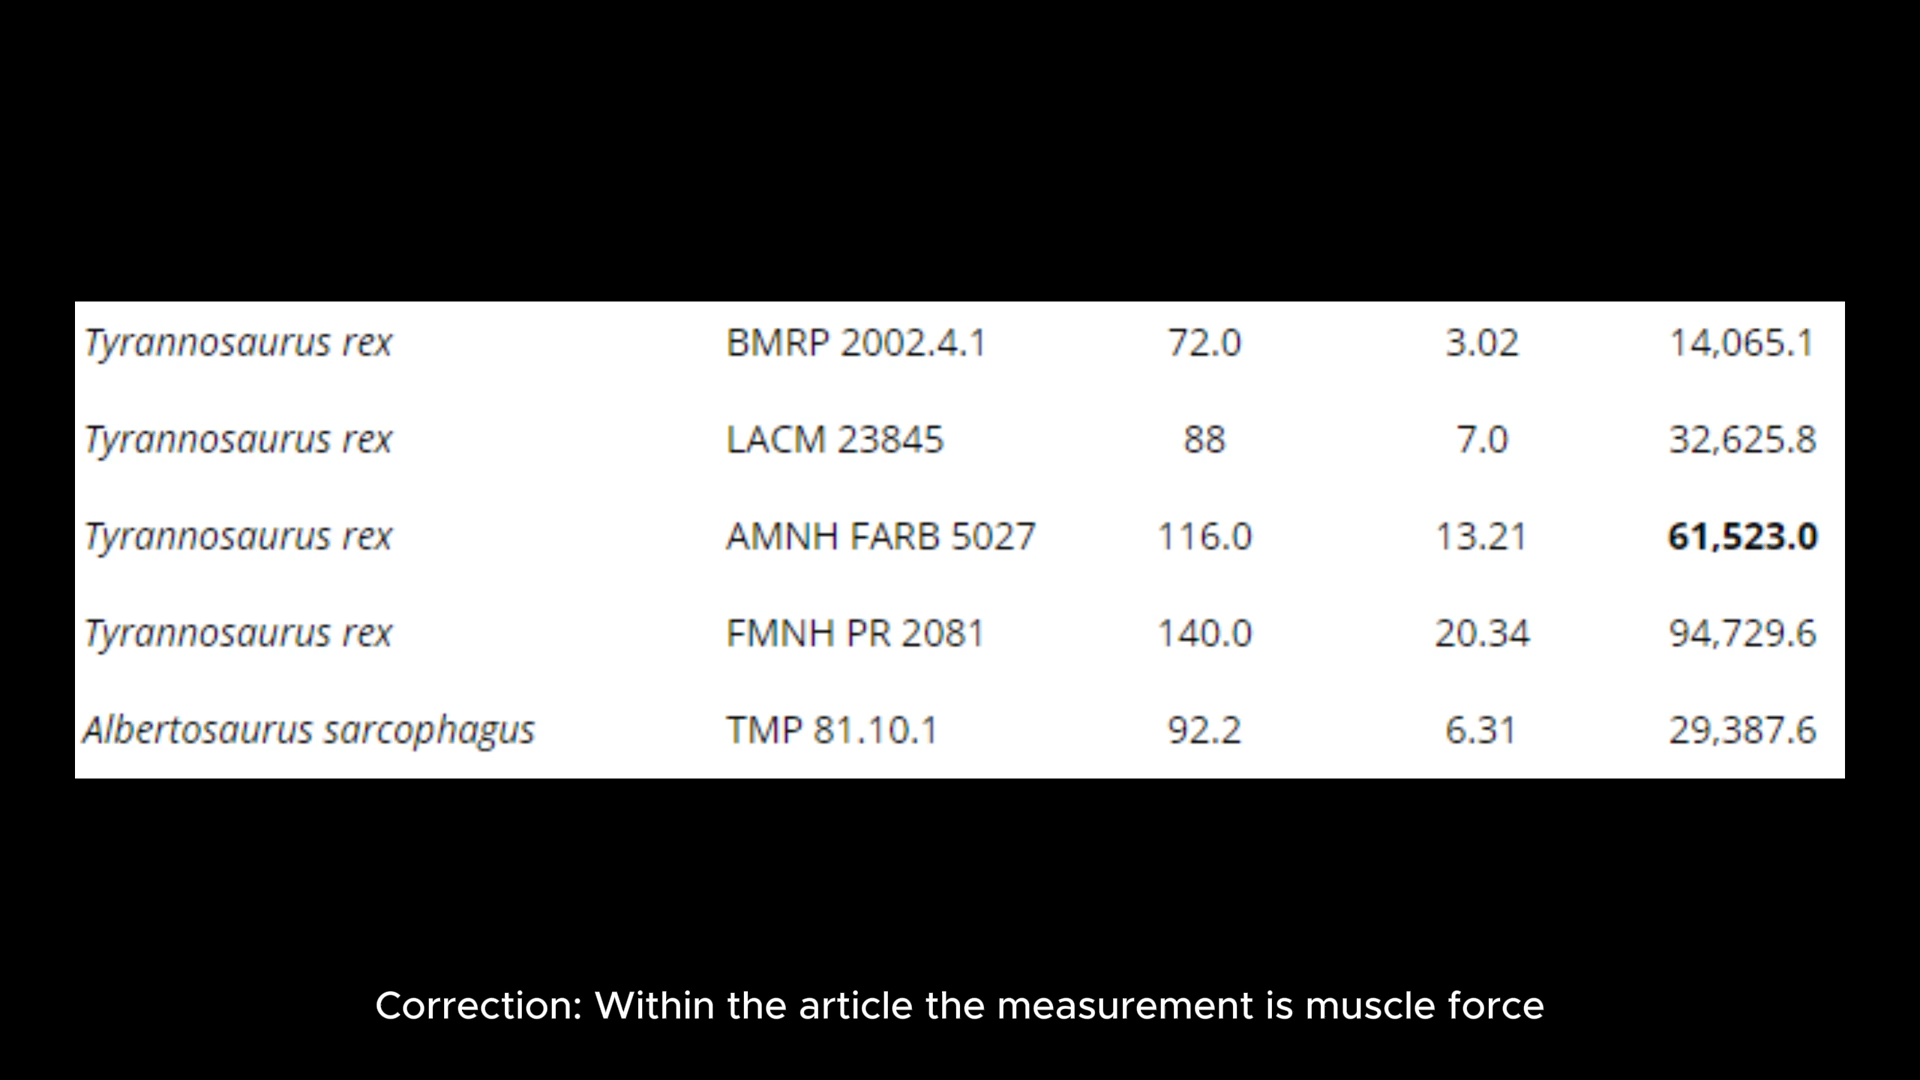 Tyrannosaurus rex BMRP 2002.4.1 72.0 3.02 14,065.1
Tyrannosaurus rex LACM 23845 88 7.0 32,625.8
Tyrannosaurus rex AMNH FARB 5027 116.0 13.21 61,523.0
Tyrannosaurus rex FMNH PR 2081 140.0 20.34 94,729.6
Albertosaurus sarcophagus TMP 81.10.1 92.2 6.31 29,387.6
Correction: Within the article the measurement is muscle force